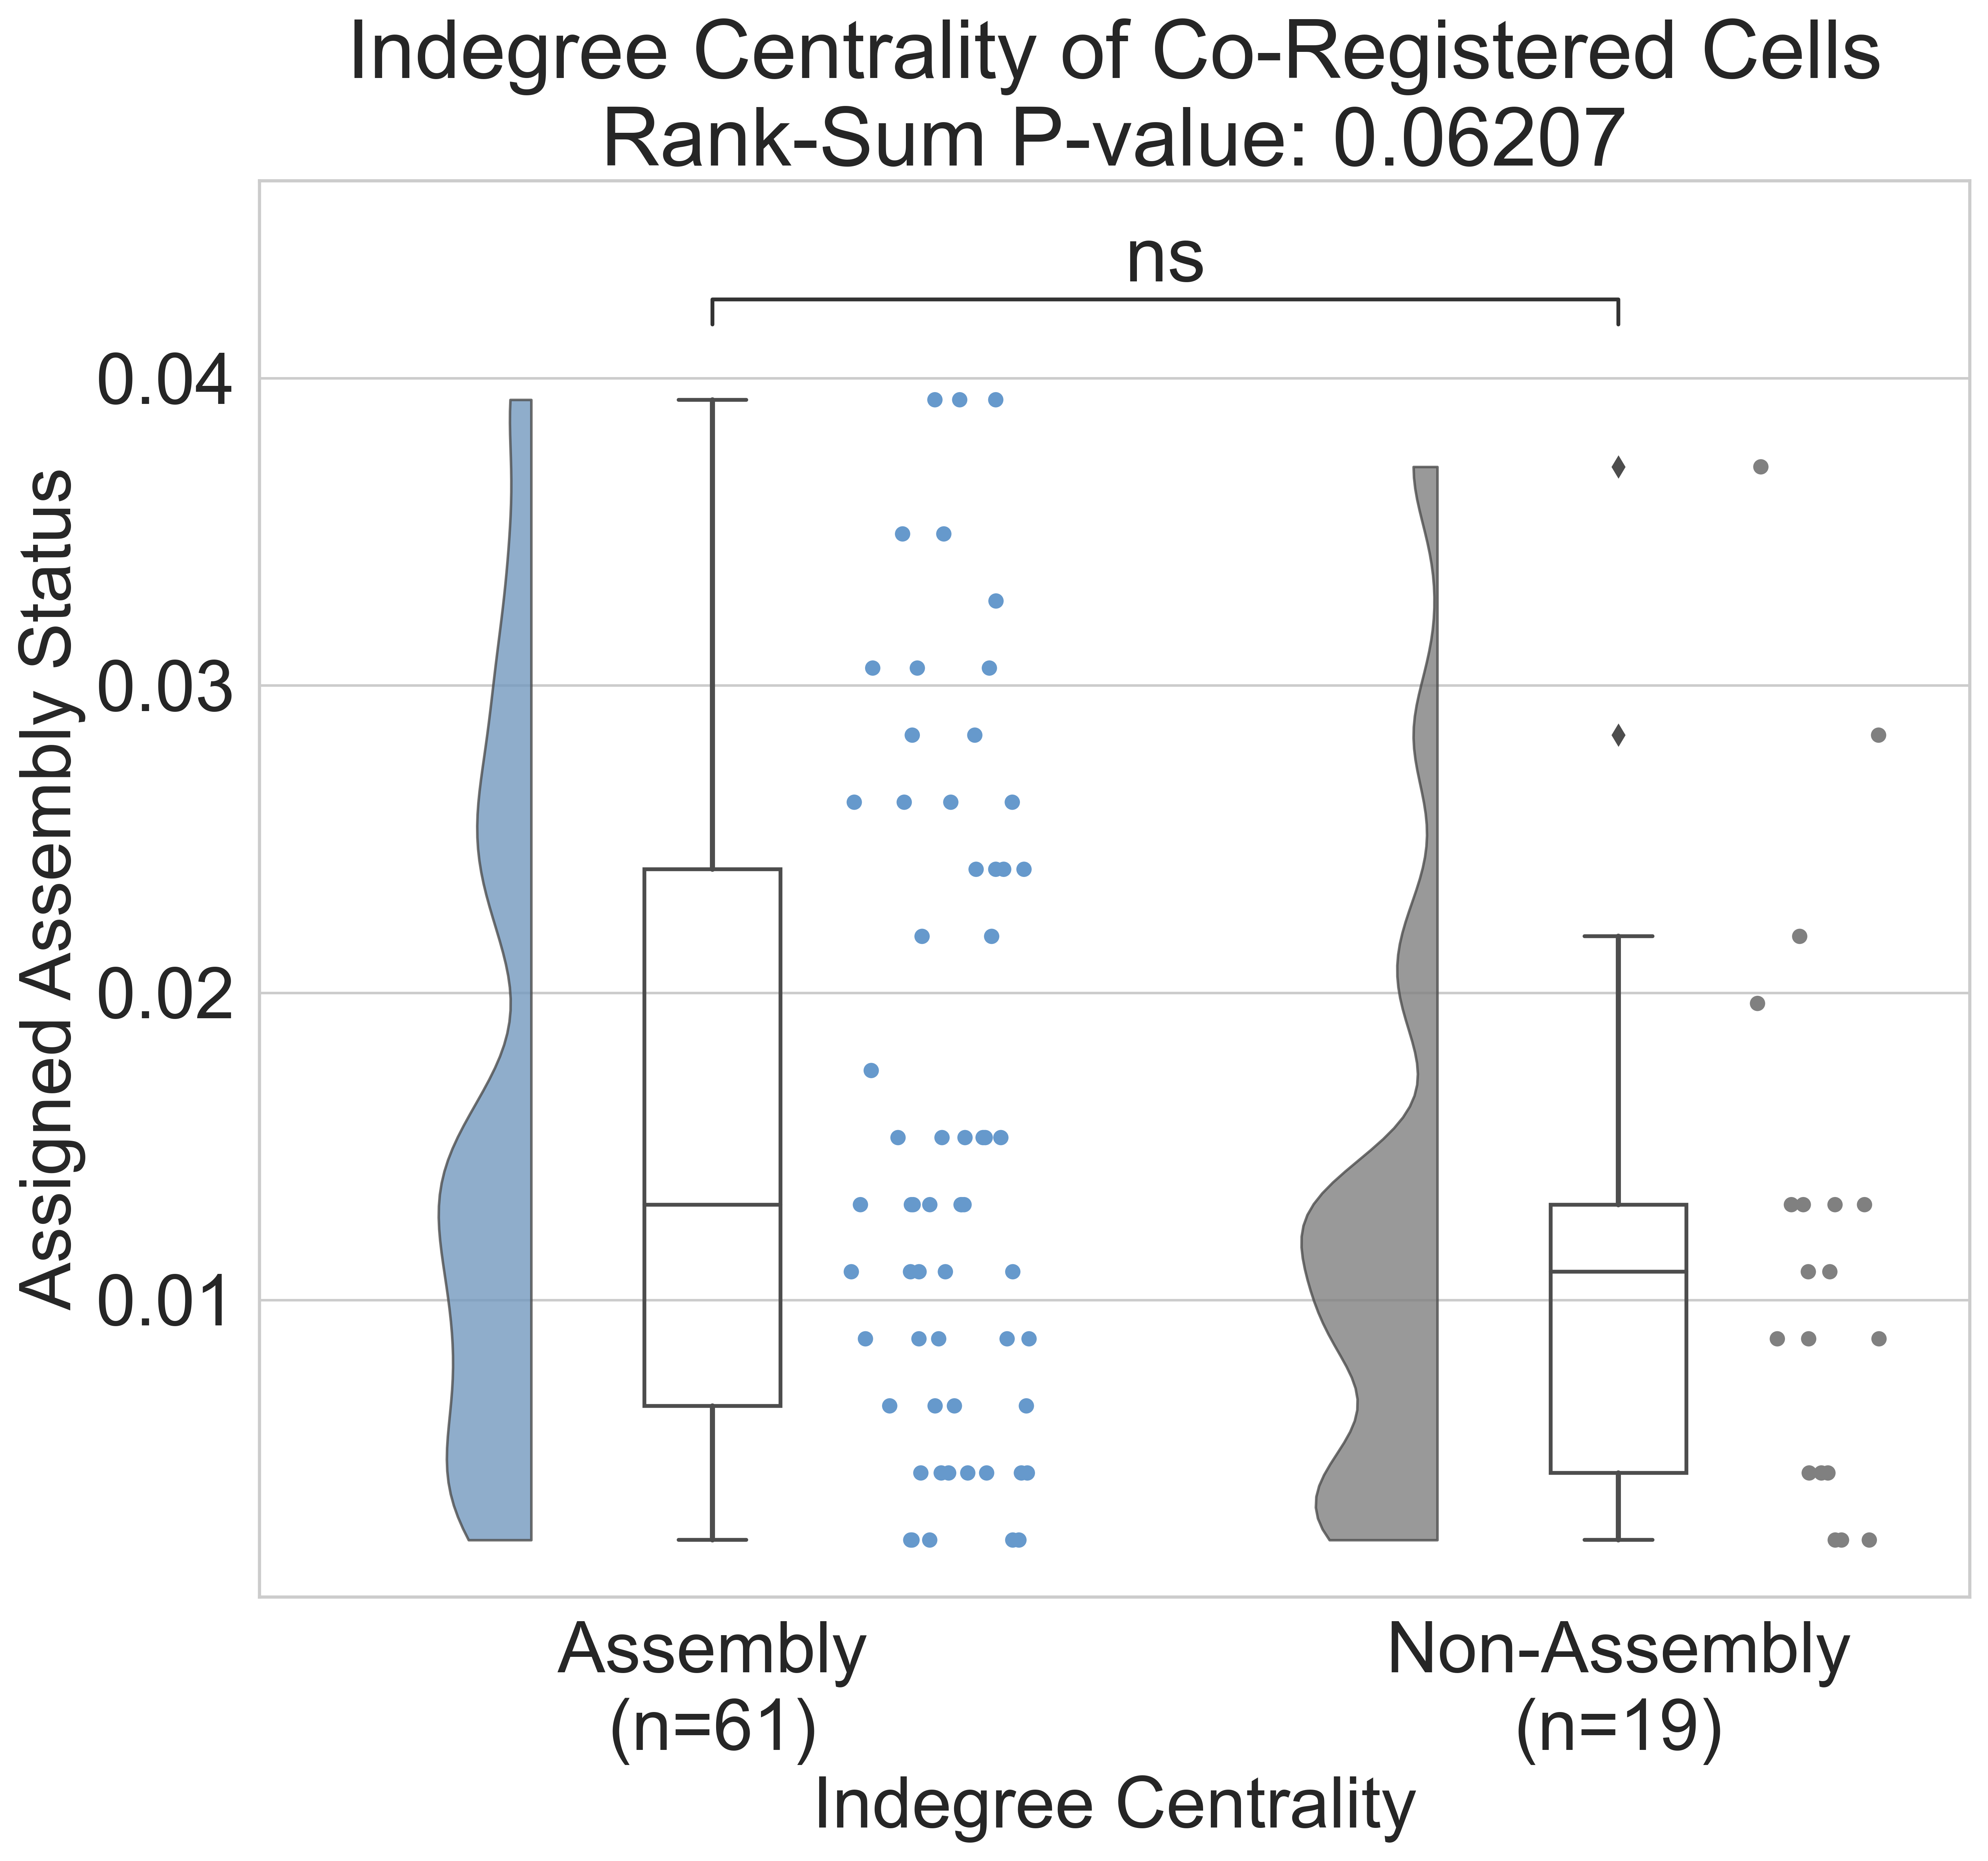 Indegree Centrality of Co-Registered Cells
Rank-Sum P-value: 0.06207
ns
0.04
0.03
0.02
0.01
Assigned Assembly Status
Assembly
(n=61)
Non-Assembly
(n=19)
Indegree Centrality